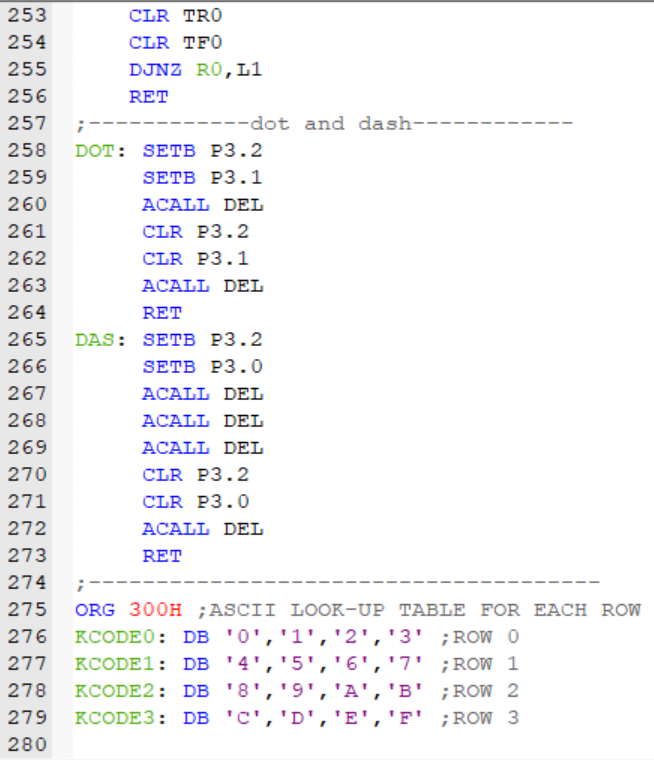 253 CLR TR0
254 CLR TF0
255 DJNZ R0,L1
256 RET
257 ;------------dot and dash------------
258 DOT: SETB P3.2
259 SETB P3.1
260 ACALL DEL
261 CLR P3.2
262 CLR P3.1
263 ACALL DEL
264 RET
265 DAS: SETB P3.2
266 SETB P3.0
267 ACALL DEL
268 ACALL DEL
269 ACALL DEL
270 CLR P3.2
271 CLR P3.0
272 ACALL DEL
273 RET
274 ;--------------------------------------
275 ORG 300H ;ASCII LOOK-UP TABLE FOR EACH ROW
276 KCODE0: DB '0','1','2','3' ;ROW 0
277 KCODE1: DB '4','5','6','7' ;ROW 1
278 KCODE2: DB '8','9','A','B' ;ROW 2
279 KCODE3: DB 'C','D','E','F' ;ROW 3
280